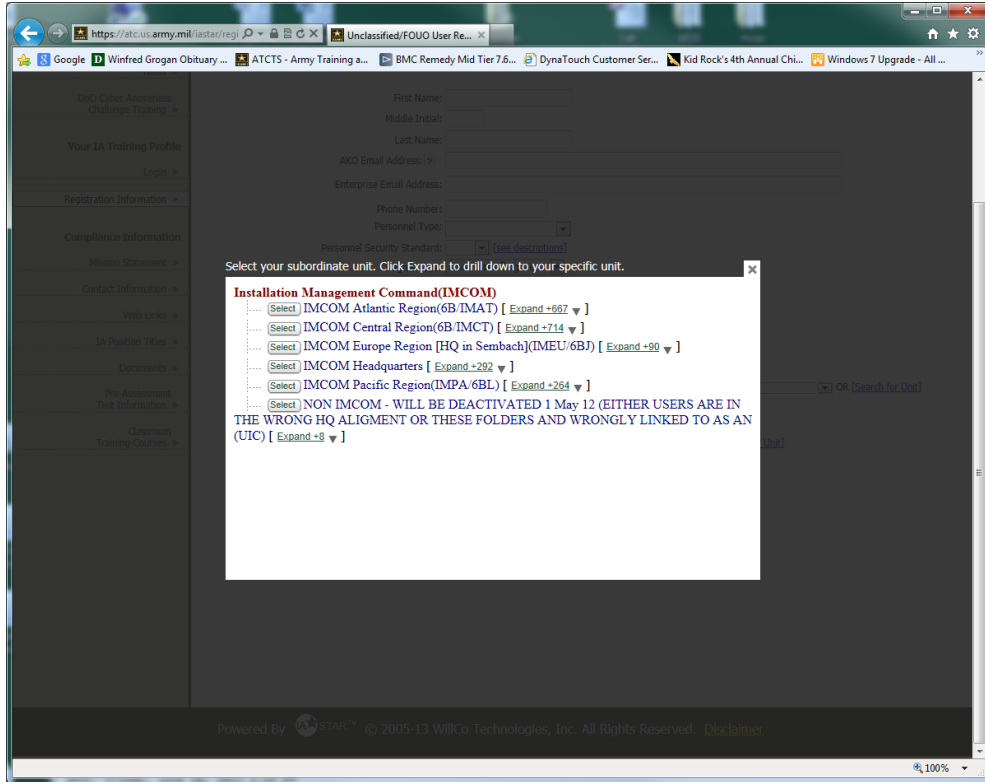 https://atc.us.army.mil/iastar/regi
Unclassified/FOUO User Re...
Google
Winfred Grogan Obituary ...
ATCTS - Army Training a...
BMC Remedy Mid Tier 7.6...
DynaTouch Customer Ser...
Kid Rock's 4th Annual Chi...
Windows 7 Upgrade - All ...
DoD Cyber Awareness
Challenge Training »
Your IA Training Profile
Login »
Registration Information »
Compliance Information
Mission Statement »
Contact Information »
Web Links »
IA Position Titles »
Documents »
Pre-Assessment
Test Information »
Classroom
Training Courses »
First Name:
Middle Initial:
Last Name:
AKO Email Address: ?
Enterprise Email Address:
Phone Number:
Personnel Type:
Personnel Security Standard: [see descriptions]
OR [Search for Unit]
Unit]
Select your subordinate unit. Click Expand to drill down to your specific unit.
Installation Management Command(IMCOM)
Select IMCOM Atlantic Region(6B/IMAT) [ Expand +667 ▼ ]
Select IMCOM Central Region(6B/IMCT) [ Expand +714 ▼ ]
Select IMCOM Europe Region [HQ in Sembach](IMEU/6BJ) [ Expand +90 ▼ ]
Select IMCOM Headquarters [ Expand +292 ▼ ]
Select IMCOM Pacific Region(IMPA/6BL) [ Expand +264 ▼ ]
Select NON IMCOM - WILL BE DEACTIVATED 1 May 12 (EITHER USERS ARE IN
THE WRONG HQ ALIGMENT OR THESE FOLDERS AND WRONGLY LINKED TO AS AN
(UIC) [ Expand +8 ▼ ]
Powered By IA STAR™ © 2005-13 WillCo Technologies, Inc. All Rights Reserved. Disclaimer
100%